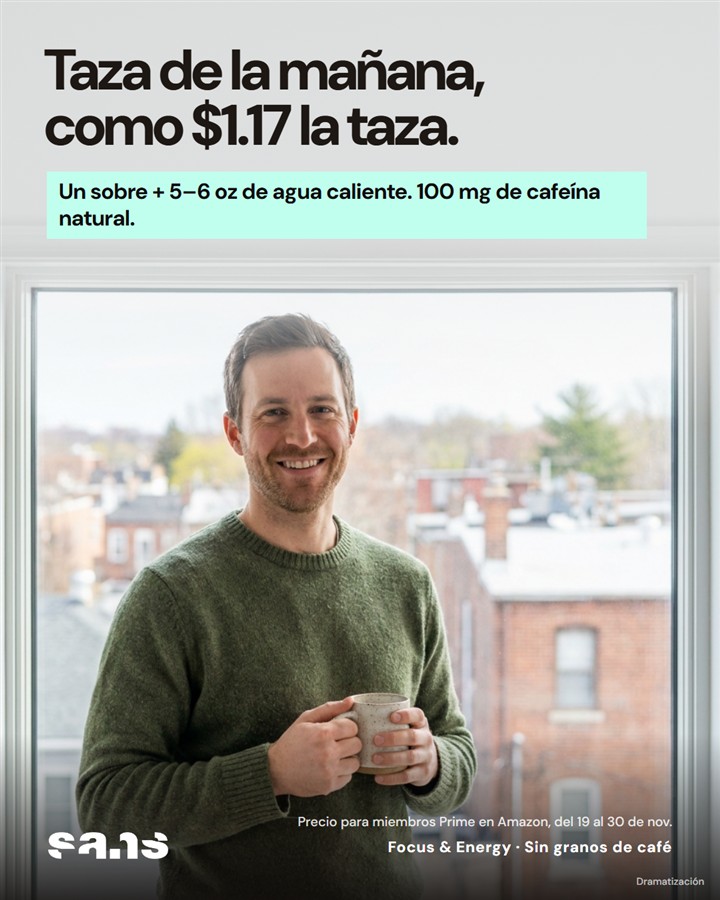 Taza de la mañana,
como $1.17 la taza.
Un sobre + 5–6 oz de agua caliente. 100 mg de cafeína
natural.
Precio para miembros Prime en Amazon, del 19 al 30 de nov.
sans
Focus & Energy · Sin granos de café
Dramatización